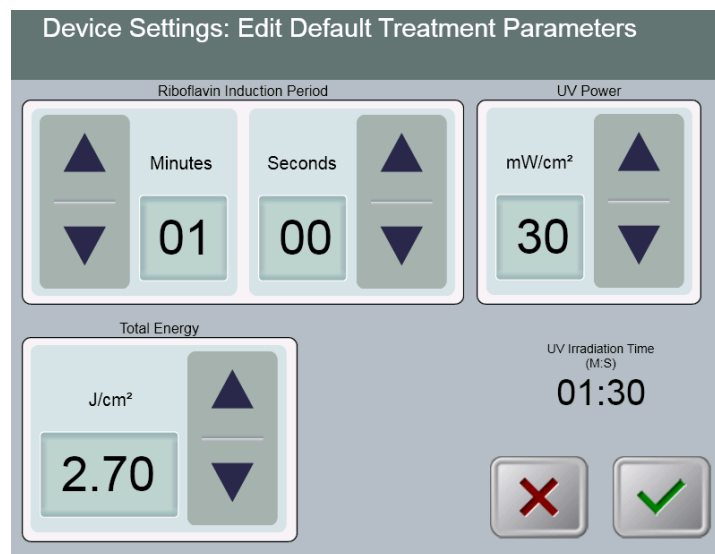 Device Settings: Edit Default Treatment Parameters
Riboflavin Induction Period
Minutes
01
Seconds
00
UV Power
mW/cm²
30
Total Energy
J/cm²
2.70
UV Irradiation Time
(M:S)
01:30